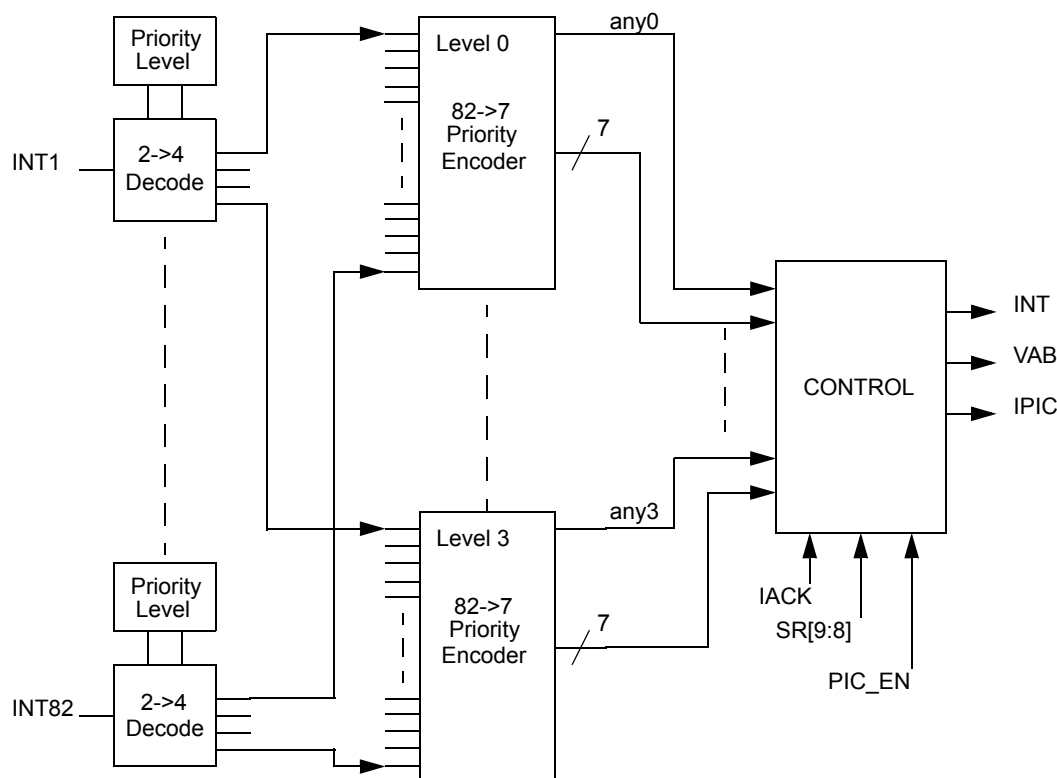 any0
Priority
Level
Level 0
82->7
Priority
Encoder
7
INT1
2->4
Decode
INT
VAB
IPIC
CONTROL
any3
Level 3
Priority
Level
82->7
Priority
Encoder
7
IACK
SR[9:8]
PIC_EN
INT82
2->4
Decode